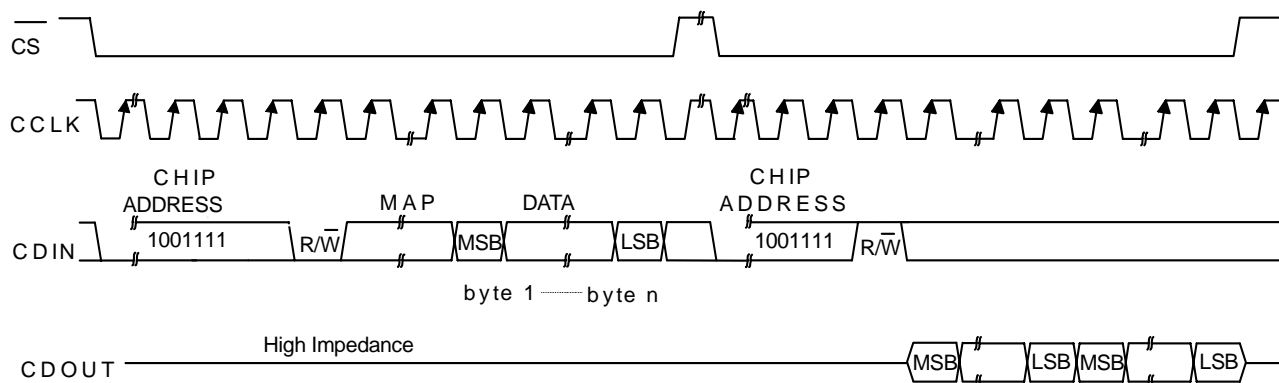 CS
CCLK
CHIP
ADDRESS
MAP
DATA
CHIP
ADDRESS
CDIN
1001111
R/W
MSB
LSB
1001111
R/W
byte 1 byte n
High Impedance
CDOUT
MSB
LSB
MSB
LSB